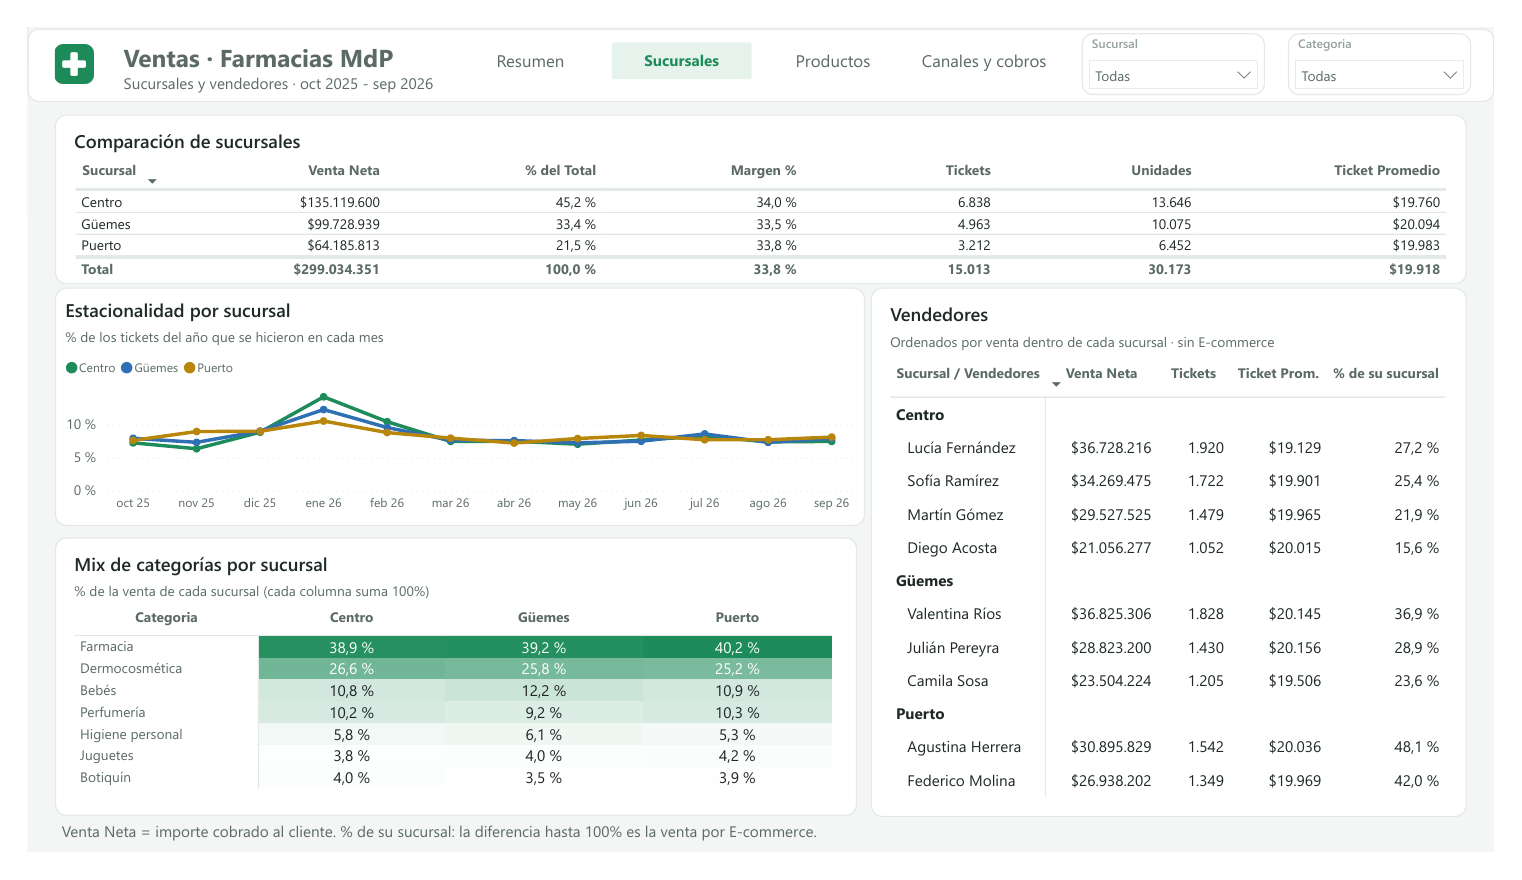 Ventas · Farmacias MdP
Sucursales y vendedores · oct 2025 - sep 2026
Resumen
Sucursales
Productos
Canales y cobros
Sucursal
Todas
Categoria
Todas
Comparación de sucursales
Sucursal Venta Neta % del Total Margen % Tickets Unidades Ticket Promedio
Centro $135.119.600 45,2 % 34,0 % 6.838 13.646 $19.760
Güemes $99.728.939 33,4 % 33,5 % 4.963 10.075 $20.094
Puerto $64.185.813 21,5 % 33,8 % 3.212 6.452 $19.983
Total $299.034.351 100,0 % 33,8 % 15.013 30.173 $19.918
Estacionalidad por sucursal
% de los tickets del año que se hicieron en cada mes
Centro Güemes Puerto
10 %
5 %
0 %
oct 25 nov 25 dic 25 ene 26 feb 26 mar 26 abr 26 may 26 jun 26 jul 26 ago 26 sep 26
Mix de categorías por sucursal
% de la venta de cada sucursal (cada columna suma 100%)
Categoria Centro Güemes Puerto
Farmacia 38,9 % 39,2 % 40,2 %
Dermocosmética 26,6 % 25,8 % 25,2 %
Bebés 10,8 % 12,2 % 10,9 %
Perfumería 10,2 % 9,2 % 10,3 %
Higiene personal 5,8 % 6,1 % 5,3 %
Juguetes 3,8 % 4,0 % 4,2 %
Botiquín 4,0 % 3,5 % 3,9 %
Vendedores
Ordenados por venta dentro de cada sucursal · sin E-commerce
Sucursal / Vendedores Venta Neta Tickets Ticket Prom. % de su sucursal
Centro
Lucía Fernández $36.728.216 1.920 $19.129 27,2 %
Sofía Ramírez $34.269.475 1.722 $19.901 25,4 %
Martín Gómez $29.527.525 1.479 $19.965 21,9 %
Diego Acosta $21.056.277 1.052 $20.015 15,6 %
Güemes
Valentina Ríos $36.825.306 1.828 $20.145 36,9 %
Julián Pereyra $28.823.200 1.430 $20.156 28,9 %
Camila Sosa $23.504.224 1.205 $19.506 23,6 %
Puerto
Agustina Herrera $30.895.829 1.542 $20.036 48,1 %
Federico Molina $26.938.202 1.349 $19.969 42,0 %
Venta Neta = importe cobrado al cliente. % de su sucursal: la diferencia hasta 100% es la venta por E-commerce.